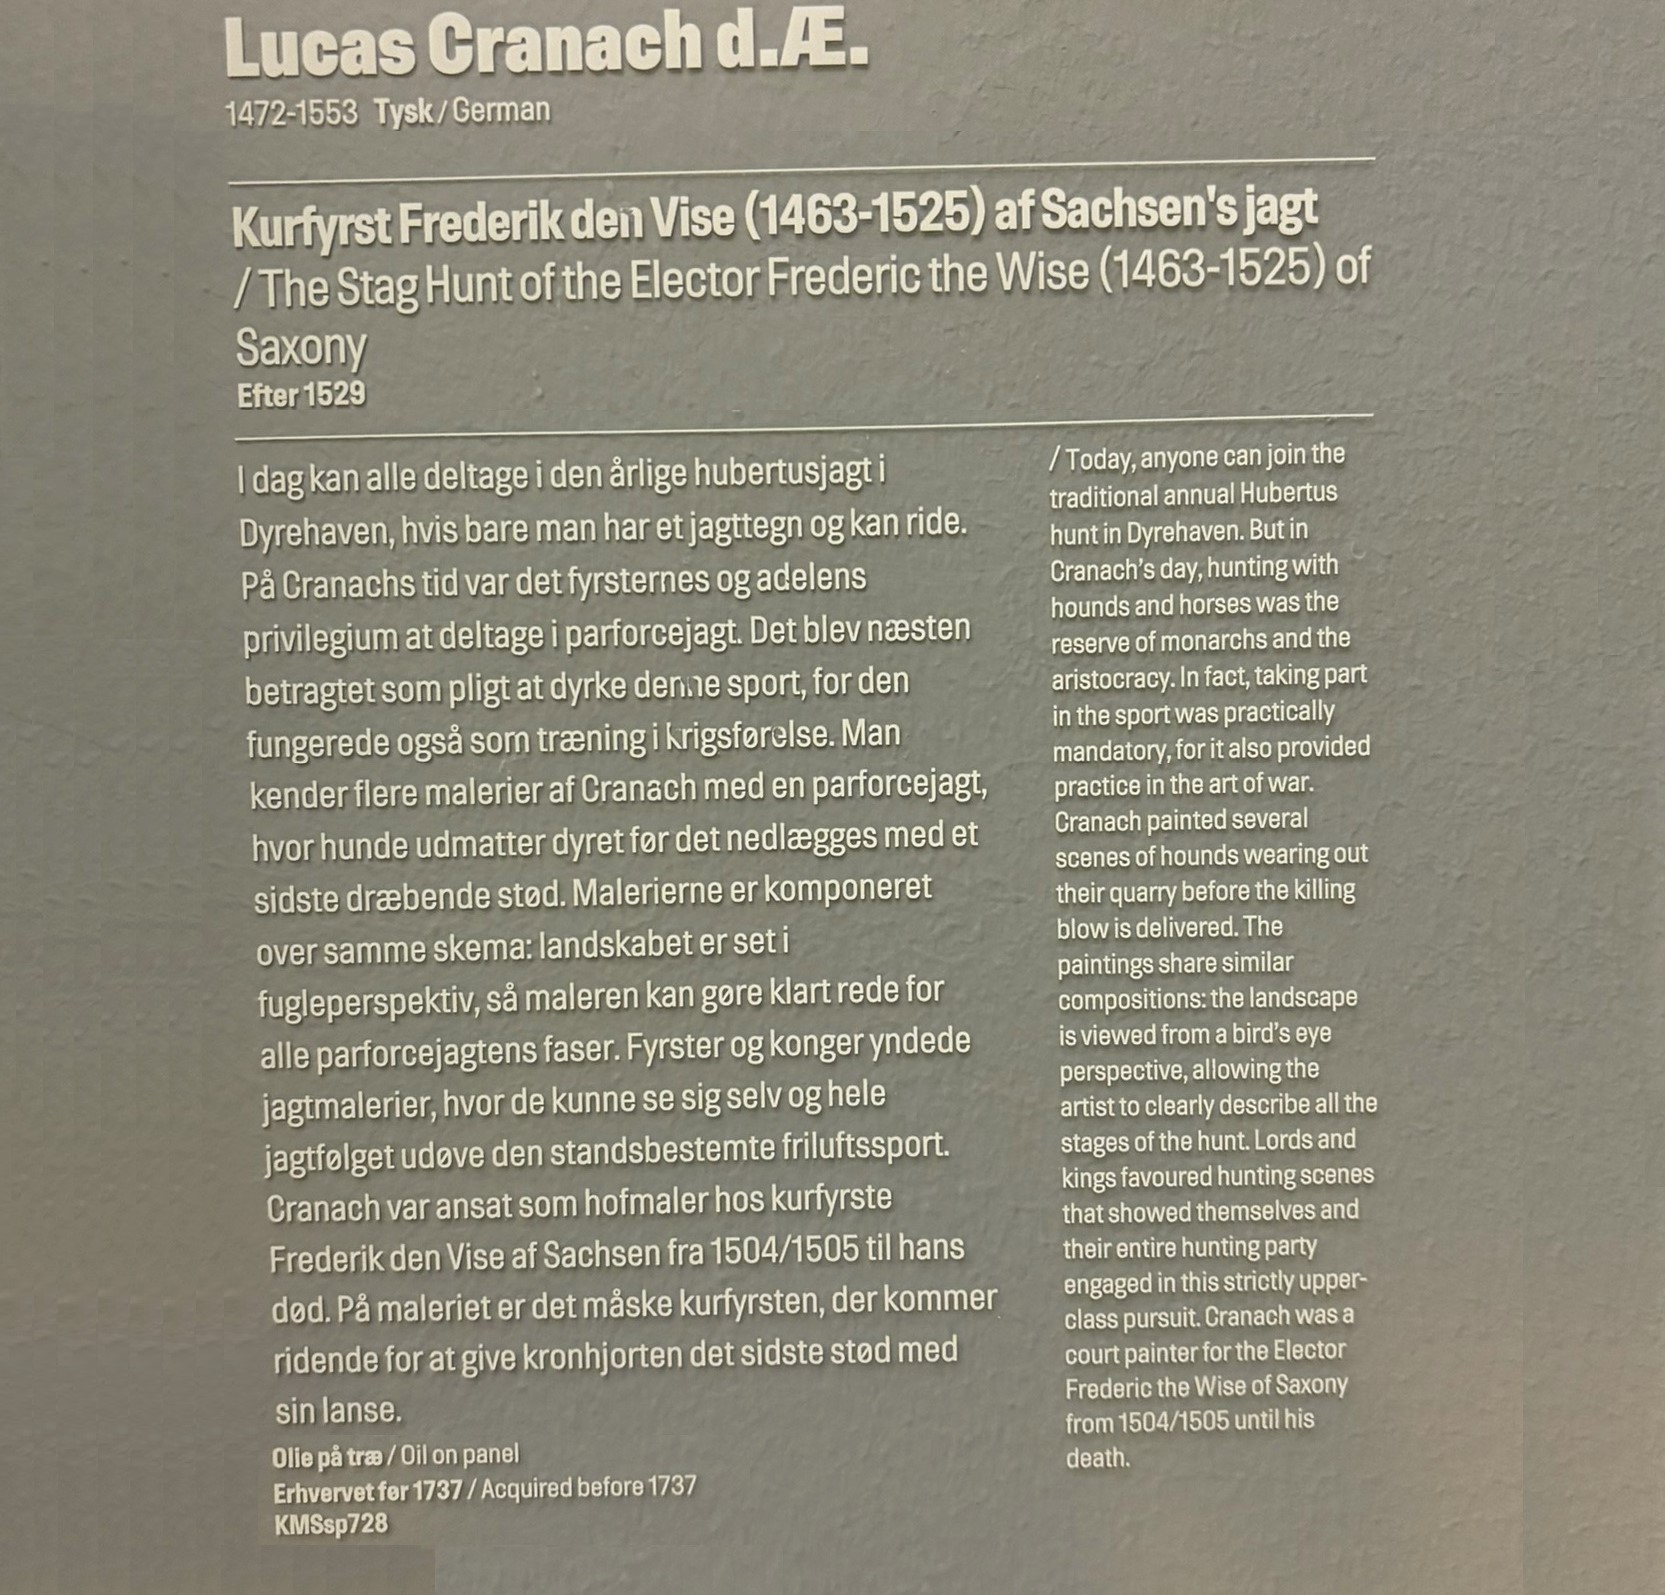 Lucas Cranach d.Æ.
1472-1553 Tysk/German
Kurfyrst Frederik den Vise (1463-1525) af Sachsen's jagt
/ The Stag Hunt of the Elector Frederic the Wise (1463-1525) of
Saxony
Efter 1529
I dag kan alle deltage i den årlige hubertusjagt i
Dyrehaven, hvis bare man har et jagttegn og kan ride.
På Cranachs tid var det fyrsternes og adelens
privilegium at deltage i parforcejagt. Det blev næsten
betragtet som pligt at dyrke denne sport, for den
fungerede også som træning i krigsførelse. Man
kender flere malerier af Cranach med en parforcejagt,
hvor hunde udmatter dyret før det nedlægges med et
sidste dræbende stød. Malerierne er komponeret
over samme skema: landskabet er set i
fugleperspektiv, så maleren kan gøre klart rede for
alle parforcejagtens faser. Fyrster og konger yndede
jagtmalerier, hvor de kunne se sig selv og hele
jagtfølget udøve den standsbestemte friluftssport.
Cranach var ansat som hofmaler hos kurfyrste
Frederik den Vise af Sachsen fra 1504/1505 til hans
død. På maleriet er det måske kurfyrsten, der kommer
ridende for at give kronhjorten det sidste stød med
sin lanse.
Olie på træ / Oil on panel
Erhvervet før 1737 / Acquired before 1737
KMSsp728
/ Today, anyone can join the
traditional annual Hubertus
hunt in Dyrehaven. But in
Cranach's day, hunting with
hounds and horses was the
reserve of monarchs and the
aristocracy. In fact, taking part
in the sport was practically
mandatory, for it also provided
practice in the art of war.
Cranach painted several
scenes of hounds wearing out
their quarry before the killing
blow is delivered. The
paintings share similar
compositions: the landscape
is viewed from a bird's eye
perspective, allowing the
artist to clearly describe all the
stages of the hunt. Lords and
kings favoured hunting scenes
that showed themselves and
their entire hunting party
engaged in this strictly upper-
class pursuit. Cranach was a
court painter for the Elector
Frederic the Wise of Saxony
from 1504/1505 until his
death.